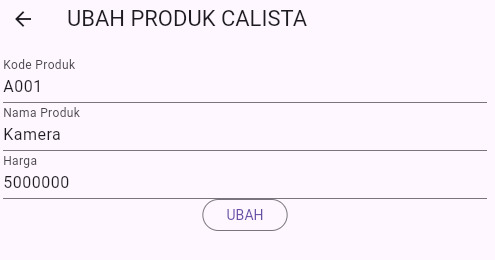 UBAH PRODUK CALISTA
Kode Produk
A001
Nama Produk
Kamera
Harga
5000000
UBAH